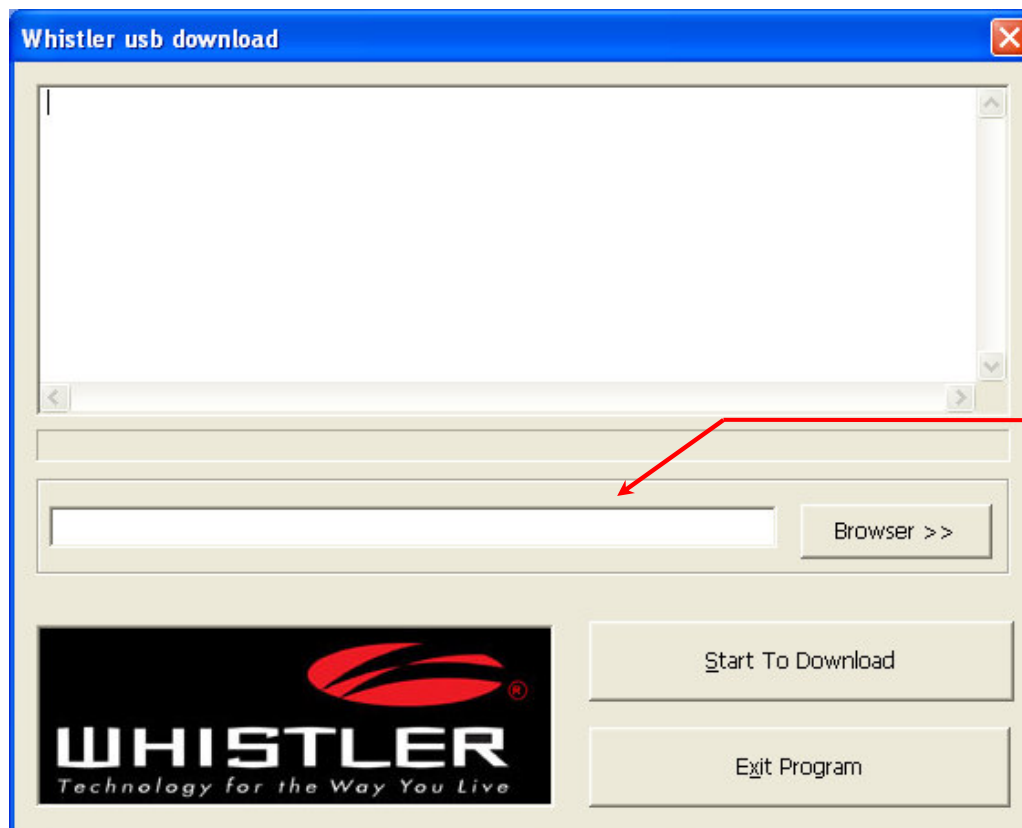 Whistler usb download
Browser >>
Start To Download
WHISTLER®
Technology for the Way You Live
Exit Program